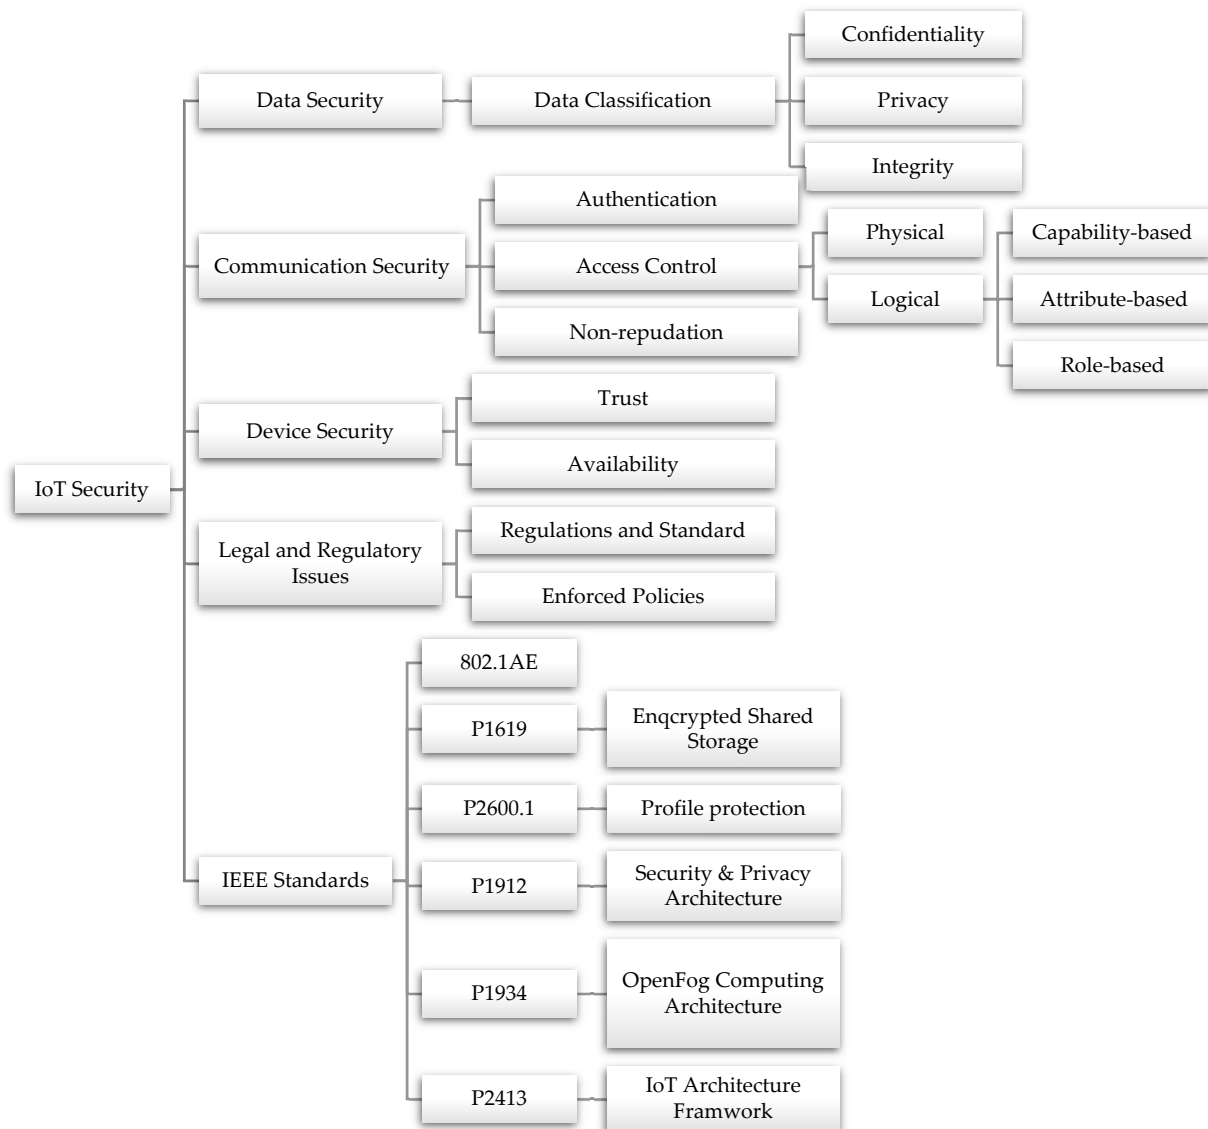 IoT Security
Data Security
Data Classification
Confidentiality
Privacy
Integrity
Communication Security
Authentication
Access Control
Physical
Logical
Capability-based
Attribute-based
Role-based
Non-repudation
Device Security
Trust
Availability
Legal and Regulatory
Issues
Regulations and Standard
Enforced Policies
IEEE Standards
802.1AE
P1619
Enqcrypted Shared
Storage
P2600.1
Profile protection
P1912
Security & Privacy
Architecture
P1934
OpenFog Computing
Architecture
P2413
IoT Architecture
Framwork